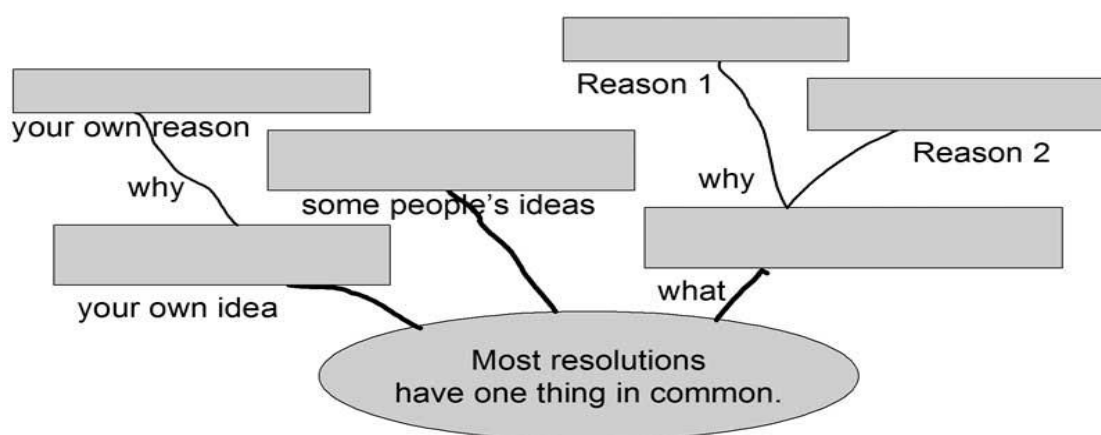 Reason 1
your own reason
Reason 2
why
why
some people's ideas
your own idea
what
Most resolutions
have one thing in common.